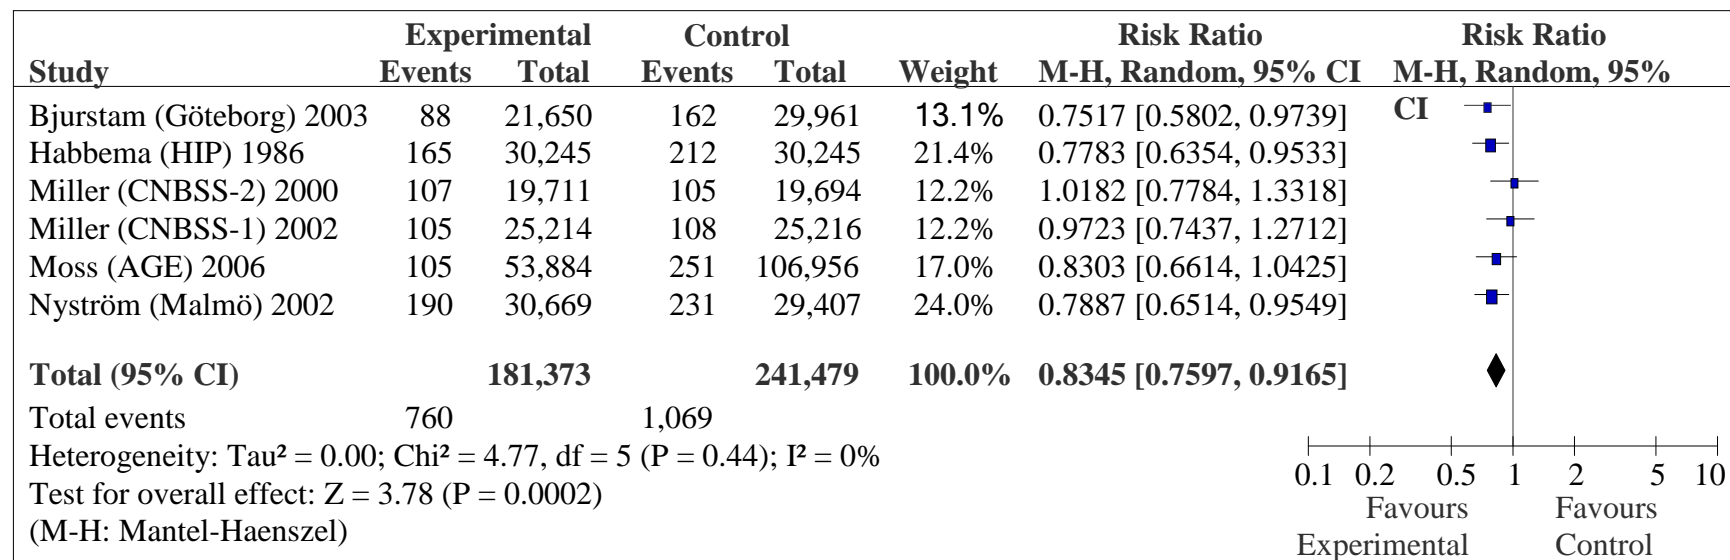 Experimental Control Risk Ratio Risk Ratio
Study Events Total Events Total Weight M-H, Random, 95% CI M-H, Random, 95%
CI
Bjurstam (Göteborg) 2003 88 21,650 162 29,961 13.1% 0.7517 [0.5802, 0.9739]
Habbema (HIP) 1986 165 30,245 212 30,245 21.4% 0.7783 [0.6354, 0.9533]
Miller (CNBSS-2) 2000 107 19,711 105 19,694 12.2% 1.0182 [0.7784, 1.3318]
Miller (CNBSS-1) 2002 105 25,214 108 25,216 12.2% 0.9723 [0.7437, 1.2712]
Moss (AGE) 2006 105 53,884 251 106,956 17.0% 0.8303 [0.6614, 1.0425]
Nyström (Malmö) 2002 190 30,669 231 29,407 24.0% 0.7887 [0.6514, 0.9549]
Total (95% CI) 181,373 241,479 100.0% 0.8345 [0.7597, 0.9165]
Total events 760 1,069
Heterogeneity: Tau² = 0.00; Chi² = 4.77, df = 5 (P = 0.44); I² = 0%
Test for overall effect: Z = 3.78 (P = 0.0002)
(M-H: Mantel-Haenszel)
0.1 0.2 0.5 1 2 5 10
Favours Favours
Experimental Control